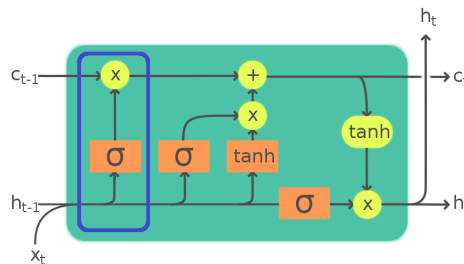 h_t
c_{t-1} x + c
x
σ σ tanh tanh
h_{t-1} σ x h
x_t